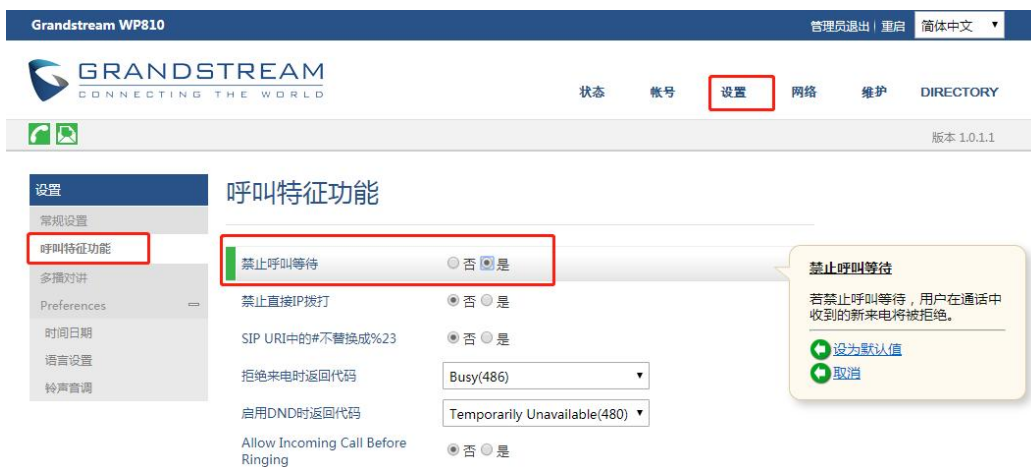 Grandstream WP810
管理员退出 | 重启 简体中文
GRANDSTREAM
CONNECTING THE WORLD
状态 帐号 设置 网络 维护 DIRECTORY
版本 1.0.1.1
设置
常规设置
呼叫特征功能
多播对讲
Preferences
时间日期
语言设置
铃声音调
呼叫特征功能
禁止呼叫等待 否 是
禁止直接IP拨打 否 是
SIP URI中的#不替换成%23 否 是
拒绝来电时返回代码 Busy(486)
启用DND时返回代码 Temporarily Unavailable(480)
Allow Incoming Call Before
Ringing 否 是
禁止呼叫等待
若禁止呼叫等待，用户在通话中
收到的新来电将被拒绝。
设为默认值
取消